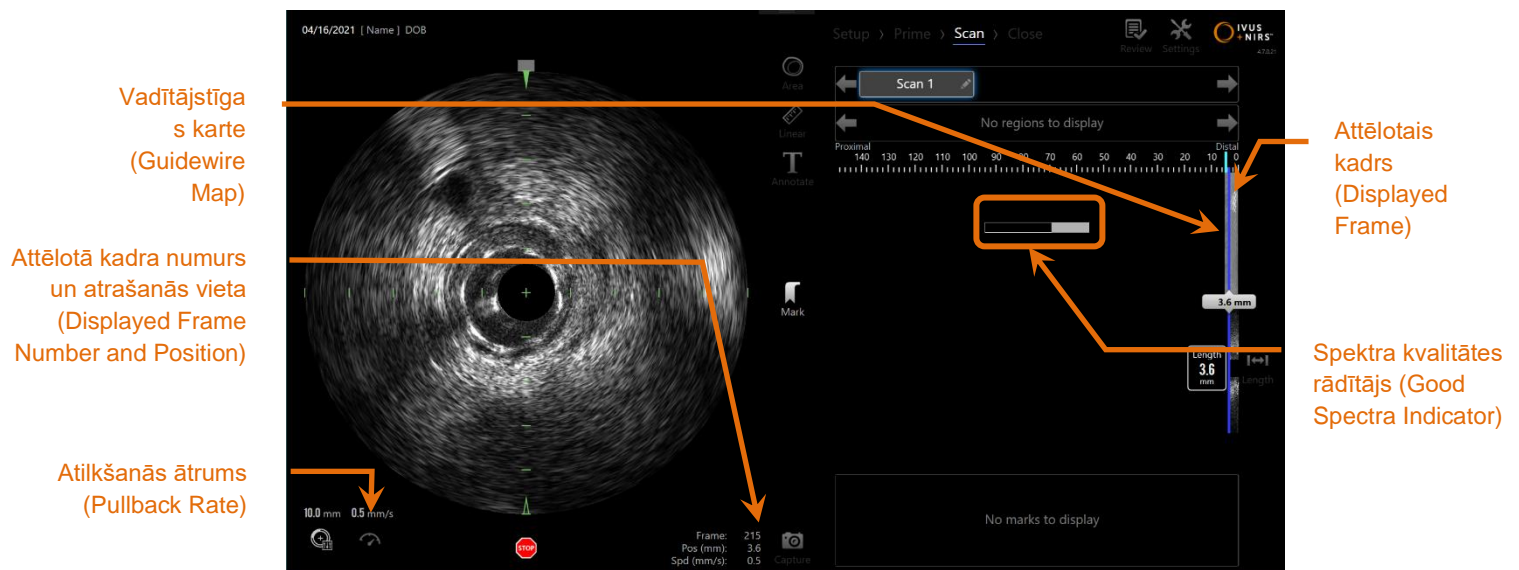 Vadītājstīga
s karte
(Guidewire
Map)
Attēlotā kadra numurs
un atrašanās vieta
(Displayed Frame
Number and Position)
Atilkšanās ātrums
(Pullback Rate)
04/16/2021 [ Name ] DOB
10.0 mm 0.5 mm/s
STOP
Frame: 215
Pos (mm): 3.6
Spd (mm/s): 0.5
Area
Linear
T
Annotate
Mark
Capture
Setup > Prime > Scan > Close
Review
Settings
IVUS
+NIRS™
4.7.0.21
Scan 1
No regions to display
Proximal
Distal
140 130 120 110 100 90 80 70 60 50 40 30 20 10 0
3.6 mm
Length
3.6
mm
Length
No marks to display
Attēlotais
kadrs
(Displayed
Frame)
Spektra kvalitātes
rādītājs (Good
Spectra Indicator)